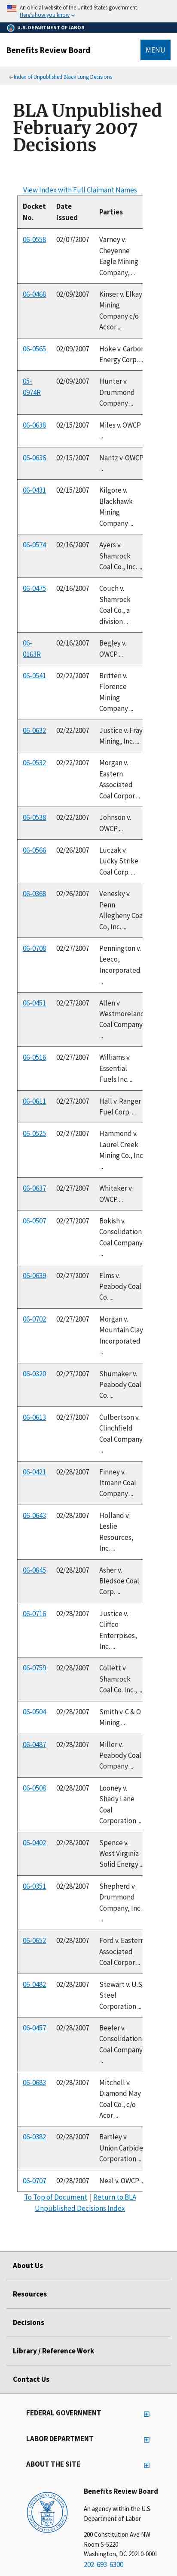 An official website of the United States government.
Here's how you know
U.S. DEPARTMENT OF LABOR
Benefits Review Board
MENU
Index of Unpublished Black Lung Decisions
BLA Unpublished
February 2007
Decisions
View Index with Full Claimant Names
Docket No. Date Issued Parties
06-0558 02/07/2007 Varney v. Cheyenne Eagle Mining Company, ...
06-0468 02/09/2007 Kinser v. Elkay Mining Company c/o Accor ...
06-0565 02/09/2007 Hoke v. Carbon Energy Corp. ...
05-0974R 02/09/2007 Hunter v. Drummond Company ...
06-0638 02/15/2007 Miles v. OWCP ...
06-0636 02/15/2007 Nantz v. OWCP ...
06-0431 02/15/2007 Kilgore v. Blackhawk Mining Company ...
06-0574 02/16/2007 Ayers v. Shamrock Coal Co., Inc. ...
06-0475 02/16/2007 Couch v. Shamrock Coal Co., a division ...
06-0163R 02/16/2007 Begley v. OWCP ...
06-0541 02/22/2007 Britten v. Florence Mining Company ...
06-0632 02/22/2007 Justice v. Fray Mining, Inc. ...
06-0532 02/22/2007 Morgan v. Eastern Associated Coal Corpor ...
06-0538 02/22/2007 Johnson v. OWCP ...
06-0566 02/26/2007 Luczak v. Lucky Strike Coal Corp. ...
06-0368 02/26/2007 Venesky v. Penn Allegheny Coal Co, Inc. ...
06-0708 02/27/2007 Pennington v. Leeco, Incorporated ...
06-0451 02/27/2007 Allen v. Westmoreland Coal Company ...
06-0516 02/27/2007 Williams v. Essential Fuels Inc. ...
06-0611 02/27/2007 Hall v. Ranger Fuel Corp. ...
06-0525 02/27/2007 Hammond v. Laurel Creek Mining Co., Inc ...
06-0637 02/27/2007 Whitaker v. OWCP ...
06-0507 02/27/2007 Bokish v. Consolidation Coal Company ...
06-0639 02/27/2007 Elms v. Peabody Coal Co. ...
06-0702 02/27/2007 Morgan v. Mountain Clay Incorporated ...
06-0320 02/27/2007 Shumaker v. Peabody Coal Co. ...
06-0613 02/27/2007 Culbertson v. Clinchfield Coal Company ...
06-0421 02/28/2007 Finney v. Itmann Coal Company ...
06-0643 02/28/2007 Holland v. Leslie Resources, Inc. ...
06-0645 02/28/2007 Asher v. Bledsoe Coal Corp. ...
06-0716 02/28/2007 Justice v. Cliffco Enterrpises, Inc. ...
06-0759 02/28/2007 Collett v. Shamrock Coal Co. Inc., ...
06-0504 02/28/2007 Smith v. C & O Mining ...
06-0487 02/28/2007 Miller v. Peabody Coal Company ...
06-0508 02/28/2007 Looney v. Shady Lane Coal Corporation ...
06-0402 02/28/2007 Spence v. West Virginia Solid Energy ...
06-0351 02/28/2007 Shepherd v. Drummond Company, Inc. ...
06-0652 02/28/2007 Ford v. Eastern Associated Coal Corpor ...
06-0482 02/28/2007 Stewart v. U.S. Steel Corporation ...
06-0457 02/28/2007 Beeler v. Consolidation Coal Company ...
06-0683 02/28/2007 Mitchell v. Diamond May Coal Co., c/o Acor ...
06-0382 02/28/2007 Bartley v. Union Carbide Corporation ...
06-0707 02/28/2007 Neal v. OWCP ...
To Top of Document | Return to BLA
Unpublished Decisions Index
About Us
Resources
Decisions
Library / Reference Work
Contact Us
FEDERAL GOVERNMENT
LABOR DEPARTMENT
ABOUT THE SITE
Benefits Review Board
An agency within the U.S.
Department of Labor
200 Constitution Ave NW
Room S-5220
Washington, DC 20210-0001
202-693-6300